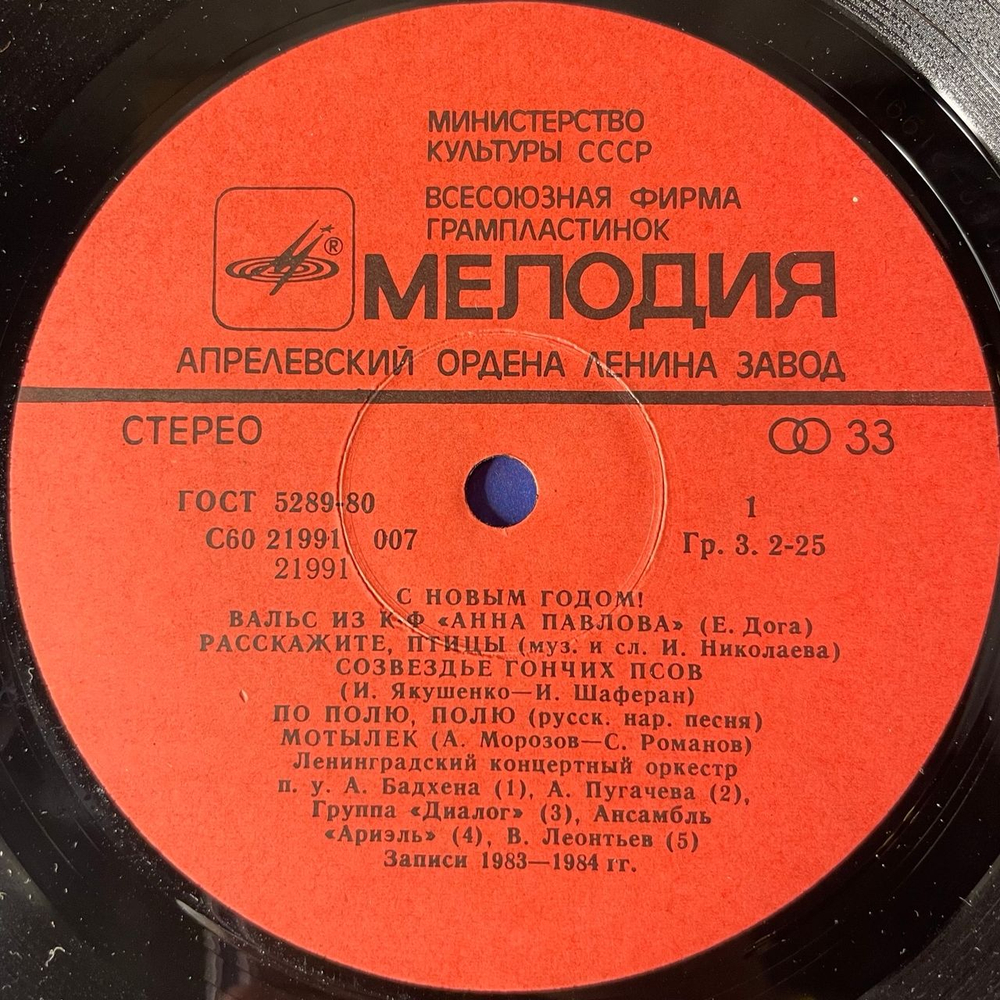 МИНИСТЕРСТВО
КУЛЬТУРЫ СССР
ВСЕСОЮЗНАЯ ФИРМА
ГРАМПЛАСТИНОК
®
МЕЛОДИЯ
АПРЕЛЕВСКИЙ ОРДЕНА ЛЕНИНА ЗАВОД
СТЕРЕО
33
ГОСТ 5289-80
1
С60 21991 007
Гр. 3. 2-25
21991
С НОВЫМ ГОДОМ!
ВАЛЬС ИЗ К-Ф «АННА ПАВЛОВА» (Е. Дога)
РАССКАЖИТЕ, ПТИЦЫ (муз. и сл. И. Николаева)
СОЗВЕЗДЬЕ ГОНЧИХ ПСОВ
(И. Якушенко—И. Шаферан)
ПО ПОЛЮ, ПОЛЮ (русск. нар. песня)
МОТЫЛЕК (А. Морозов—С. Романов)
Ленинградский концертный оркестр
п. у. А. Бадхена (1), А. Пугачева (2),
Группа «Диалог» (3), Ансамбль
«Ариэль» (4), В. Леонтьев (5)
Записи 1983—1984 гг.